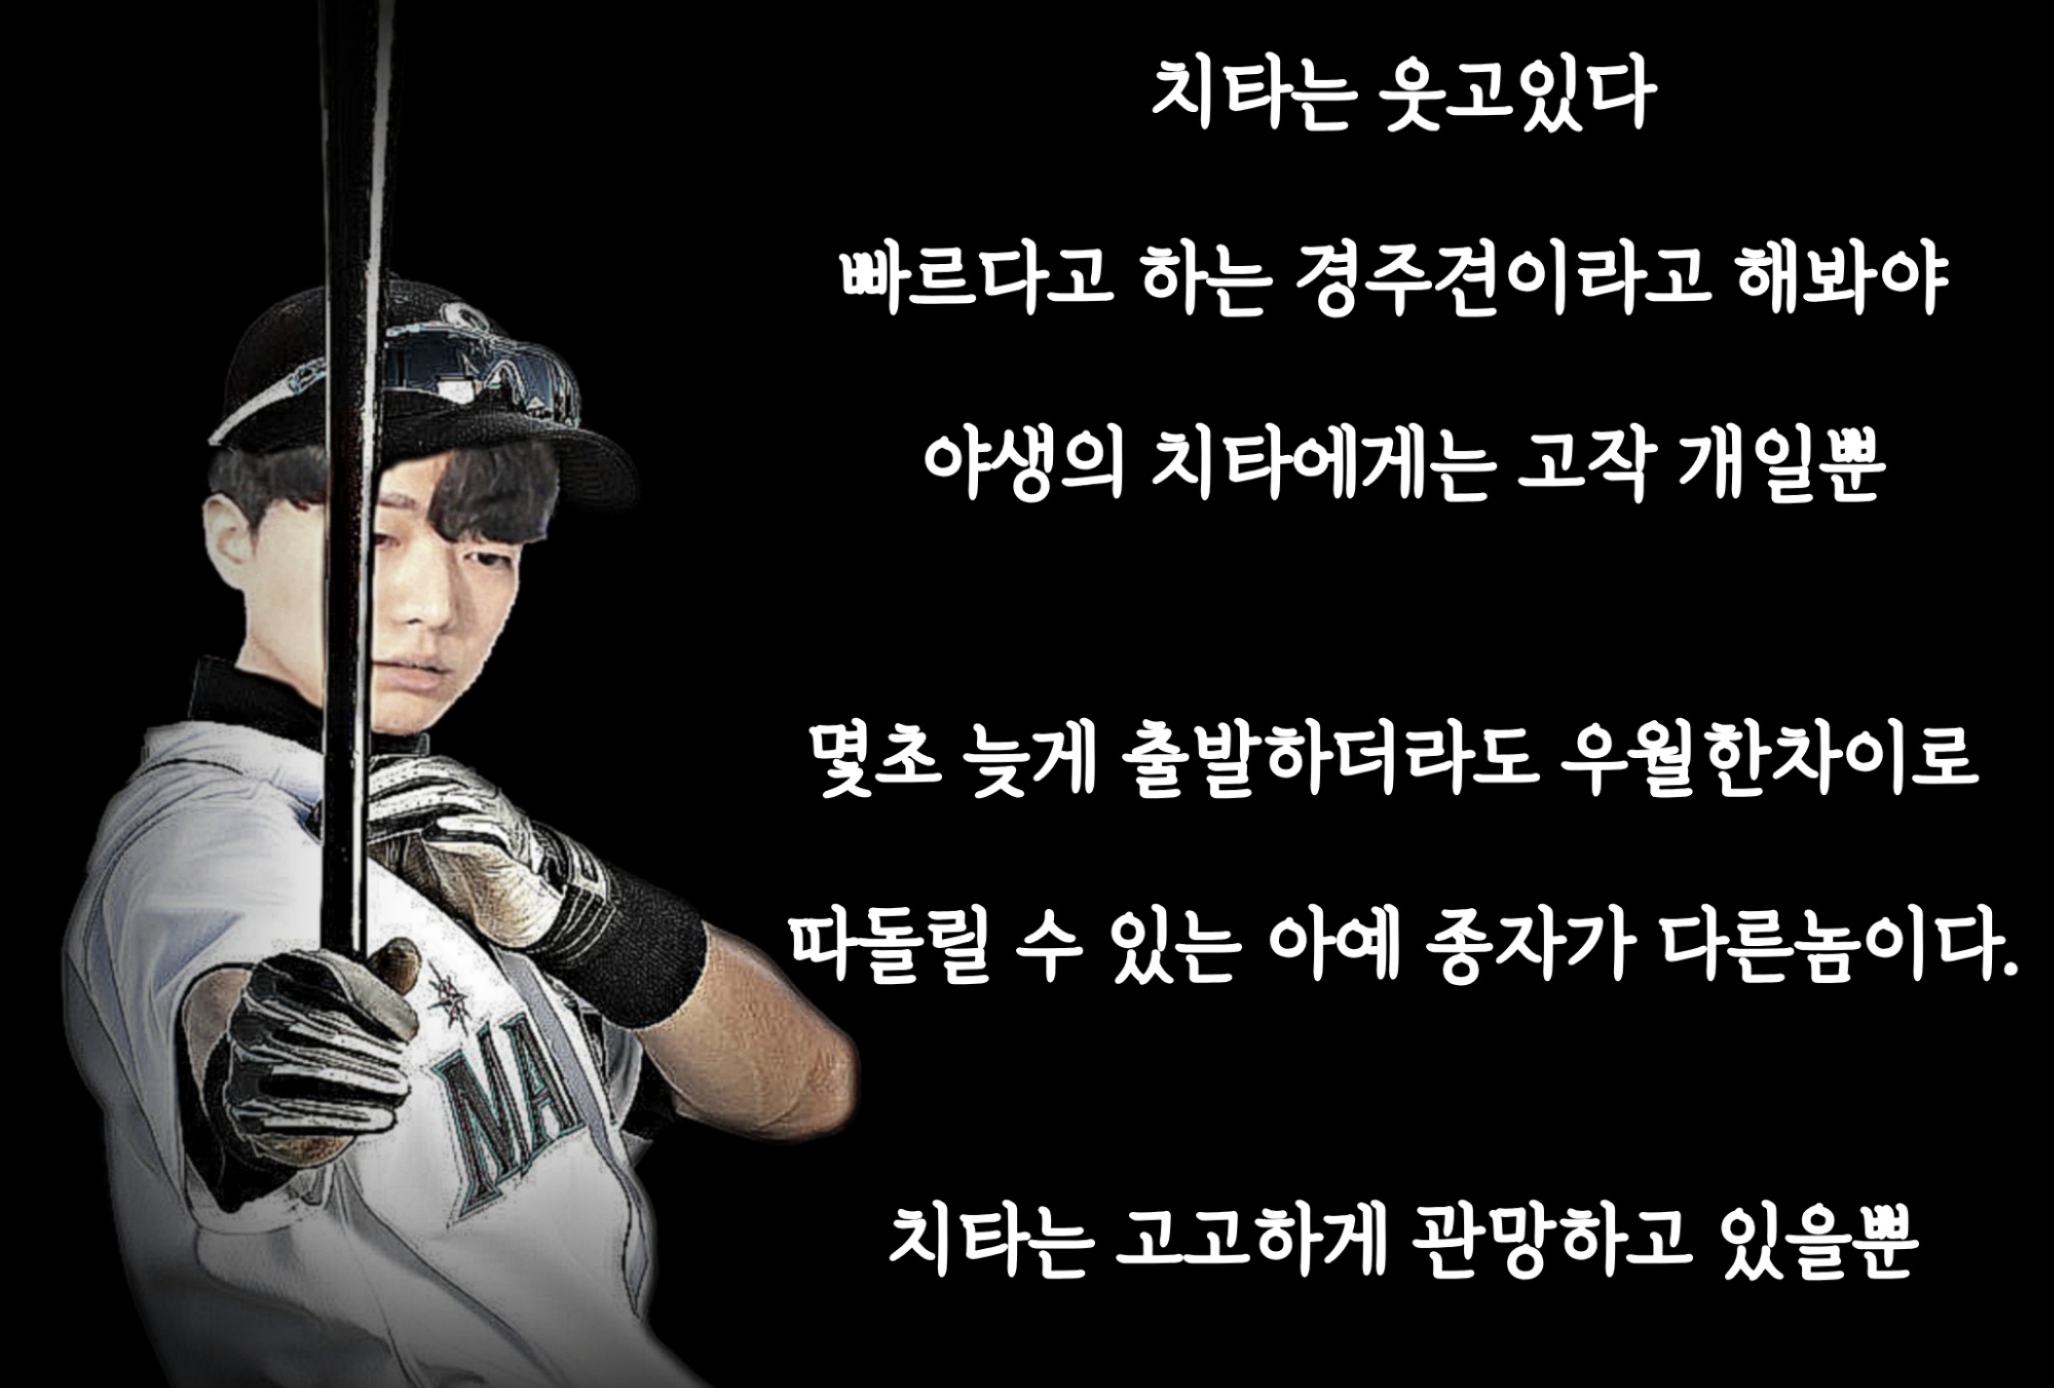 치타는 웃고있다
빠르다고 하는 경주견이라고 해봐야
야생의 치타에게는 고작 개일뿐
몇초 늦게 출발하더라도 우월한차이로
따돌릴 수 있는 아예 종자가 다른놈이다.
치타는 고고하게 관망하고 있을뿐
MA